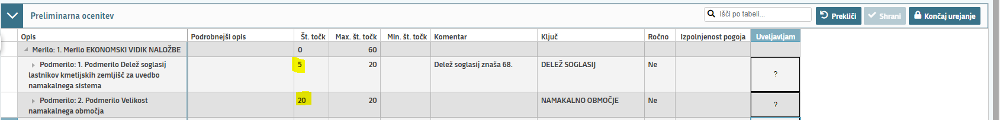 Preliminarna ocenitev
Išči po tabeli...
Prekliči
Shrani
Končaj urejanje
Opis Podrobnejši opis Št. točk Max. št. točk Min. št. točk Komentar Ključ Ročno Izpolnjenost pogoja Uveljavljam
Merilo: 1. Merilo EKONOMSKI VIDIK NALOŽBE 0 60
Podmerilo: 1. Podmerilo Delež soglasij 5 20 Delež soglasij znaša 68. DELEŽ SOGLASIJ Ne
lastnikov kmetijskih zemljišč za uvedbo ?
namakalnega sistema
Podmerilo: 2. Podmerilo Velikost 20 20 NAMAKALNO OBMOČJE Ne ?
namakalnega območja